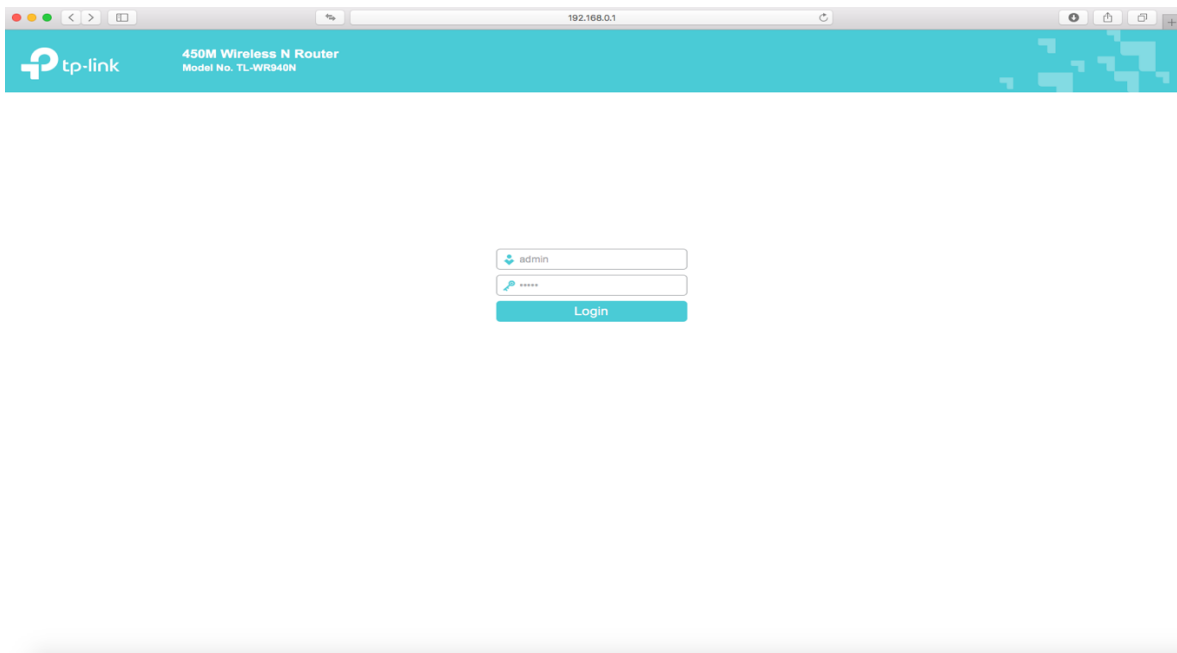 192.168.0.1
tp-link
450M Wireless N Router
Model No. TL-WR940N
admin
•••••
Login